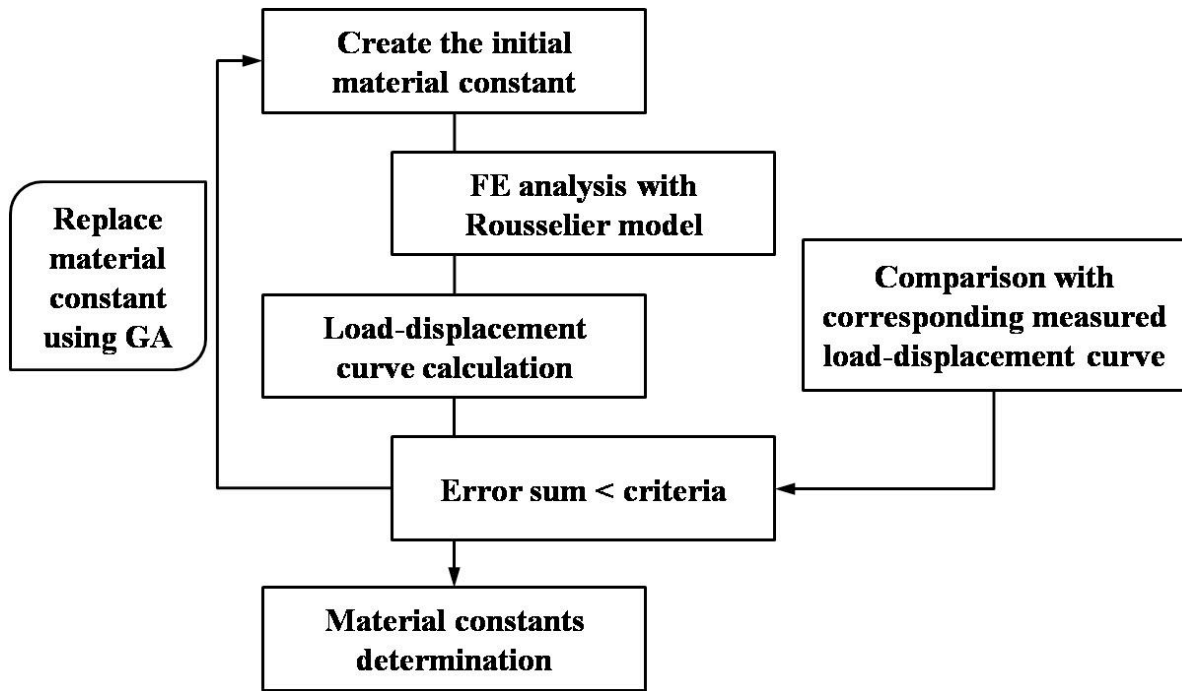 Create the initial
material constant
FE analysis with
Rousselier model
Replace
material
constant
using GA
Load-displacement
curve calculation
Comparison with
corresponding measured
load-displacement curve
Error sum < criteria
Material constants
determination